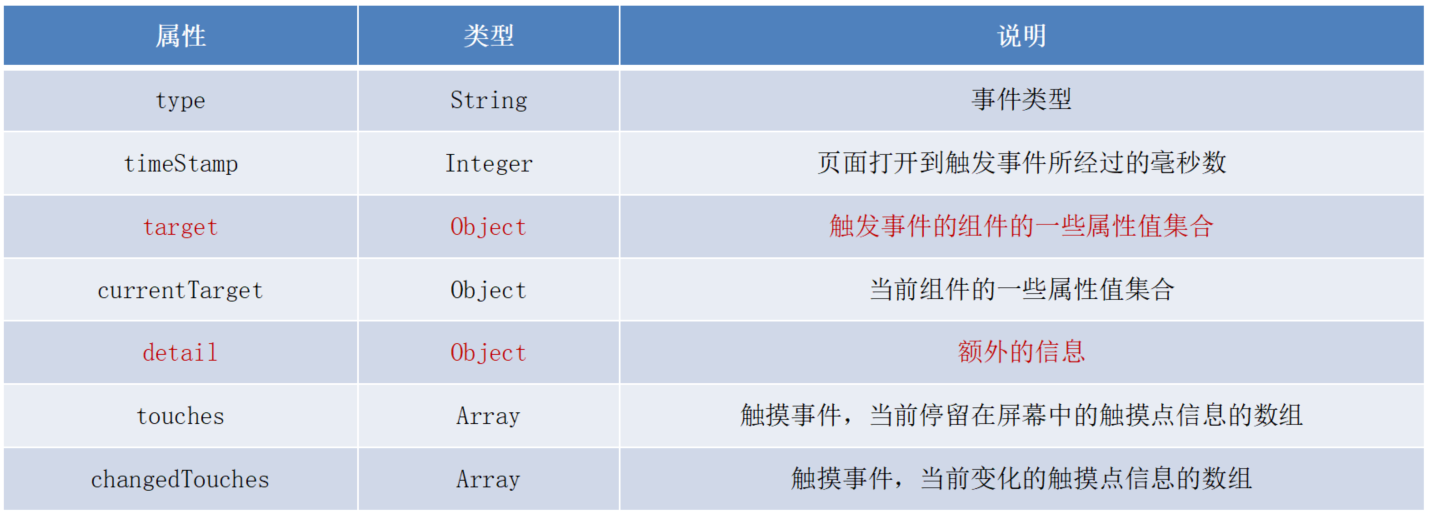 属性 类型 说明
type String 事件类型
timeStamp Integer 页面打开到触发事件所经过的毫秒数
target Object 触发事件的组件的一些属性值集合
currentTarget Object 当前组件的一些属性值集合
detail Object 额外的信息
touches Array 触摸事件，当前停留在屏幕中的触摸点信息的数组
changedTouches Array 触摸事件，当前变化的触摸点信息的数组